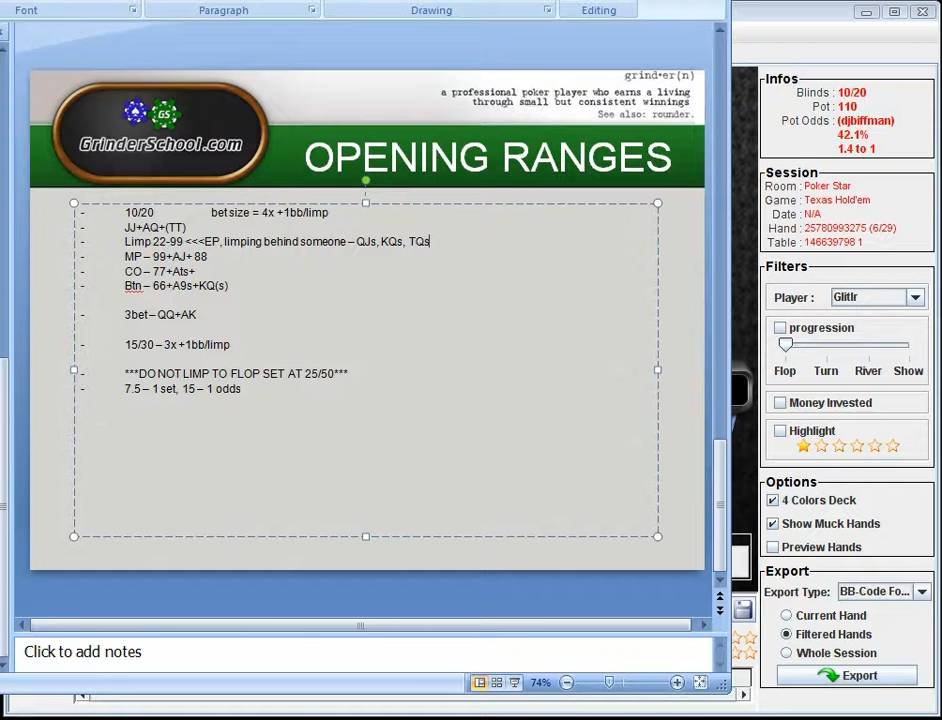 Font Paragraph Drawing Editing
grind•er(n)
a professional poker player who earns a living
through small but consistent winnings
See also: rounder.
GS
GrinderSchool.com
OPENING RANGES
- 10/20 bet size = 4x +1bb/limp
- JJ+AQ+(TT)
- Limp 22-99 <<<EP, limping behind someone – QJs, KQs, TQs
- MP – 99+AJ+ 88
- CO – 77+Ats+
- Btn – 66+A9s+KQ(s)
- 3bet – QQ+AK
- 15/30 – 3x +1bb/limp
- ***DO NOT LIMP TO FLOP SET AT 25/50***
- 7.5 – 1 set, 15 – 1 odds
Click to add notes
74%
Infos
Blinds : 10/20
Pot : 110
Pot Odds : (djbiffman)
42.1%
1.4 to 1
Session
Room : Poker Star
Game : Texas Hold'em
Date : N/A
Hand : 25780993275 (6/29)
Table : 146639798 1
Filters
Player : Glitlr
progression
Flop Turn River Show
Money Invested
Highlight
Options
4 Colors Deck
Show Muck Hands
Preview Hands
Export
Export Type: BB-Code Fo...
Current Hand
Filtered Hands
Whole Session
Export